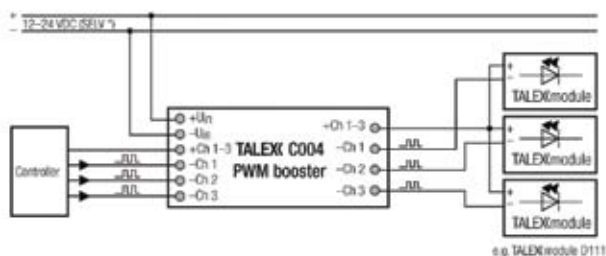 +
12–24 VDC (SELV *)
–
Controller
+Uin
–Uin
+Ch 1–3
–Ch 1
–Ch 2
–Ch 3
TALEXX C004
PWM booster
+Ch 1–3
–Ch 1
–Ch 2
–Ch 3
+
–
TALEXXmodule
+
–
TALEXXmodule
+
–
TALEXXmodule
e.g. TALEXXmodule D111